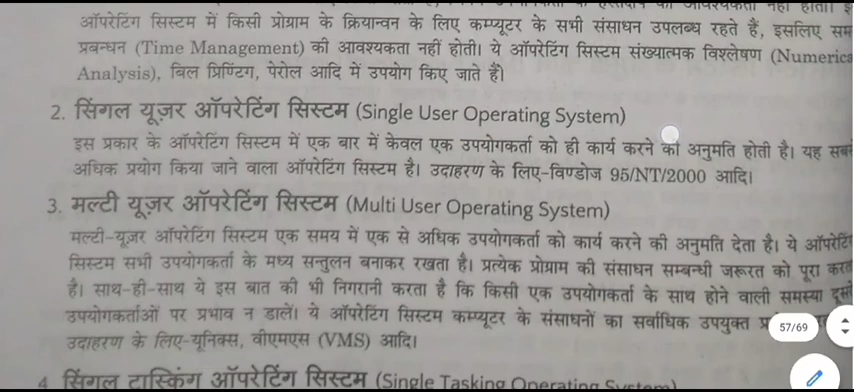 ऑपरेटिंग सिस्टम में किसी प्रोग्राम के क्रियान्वन के लिए कम्प्यूटर के सभी संसाधन उपलब्ध रहते हैं, इसलिए
प्रबन्धन (Time Management) की आवश्यकता नहीं होती। ये ऑपरेटिंग सिस्टम संख्यात्मक विश्लेषण
Analysis), बिल प्रिण्टिग, पेरोल आदि में उपयोग किए जाते हैं।
2. सिंगल यूज़र ऑपरेटिंग सिस्टम (Single User Operating System)
इस प्रकार के ऑपरेटिंग सिस्टम में एक बार में केवल एक उपयोगकर्ता को ही कार्य करने की अनुमति होती है। यह
अधिक प्रयोग किया जाने वाला ऑपरेटिंग सिस्टम है। उदाहरण के लिए-विण्डोज 95/NT/2000 आदि।
3. मल्टी यूज़र ऑपरेटिंग सिस्टम (Multi User Operating System)
मल्टी-यूज़र ऑपरेटिंग सिस्टम एक समय में एक से अधिक उपयोगकर्ता को कार्य करने की अनुमति देता है। ये
सिस्टम सभी उपयोगकर्ता के मध्य सन्तुलन बनाकर रखता है। प्रत्येक प्रोग्राम की संसाधन सम्बन्धी जरूरत को पूरा
है। साथ-ही-साथ ये इस बात की भी निगरानी करता है कि किसी एक उपयोगकर्ता के साथ होने वाली समस्या
उपयोगकर्ताओं पर प्रभाव न डालें। ये ऑपरेटिंग सिस्टम कम्प्यूटर के संसाधनों का सर्वाधिक उपयुक्त
57/69
उदाहरण के लिए-यूनिक्स, वीएमएस (VMS) आदि।
4. सिंगल टास्किंग ऑपरेटिंग सिस्टम (Single Tasking Operating System)